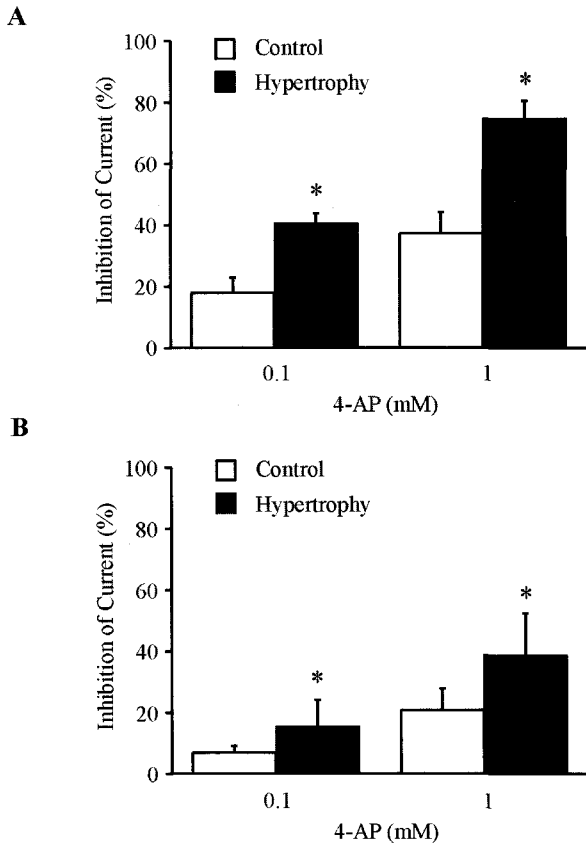 A
Control
Hypertrophy
Inhibition of Current (%)
100
80
60
40
20
0
*
*
0.1
1
4-AP (mM)
B
Control
Hypertrophy
Inhibition of Current (%)
100
80
60
40
20
0
*
*
0.1
1
4-AP (mM)